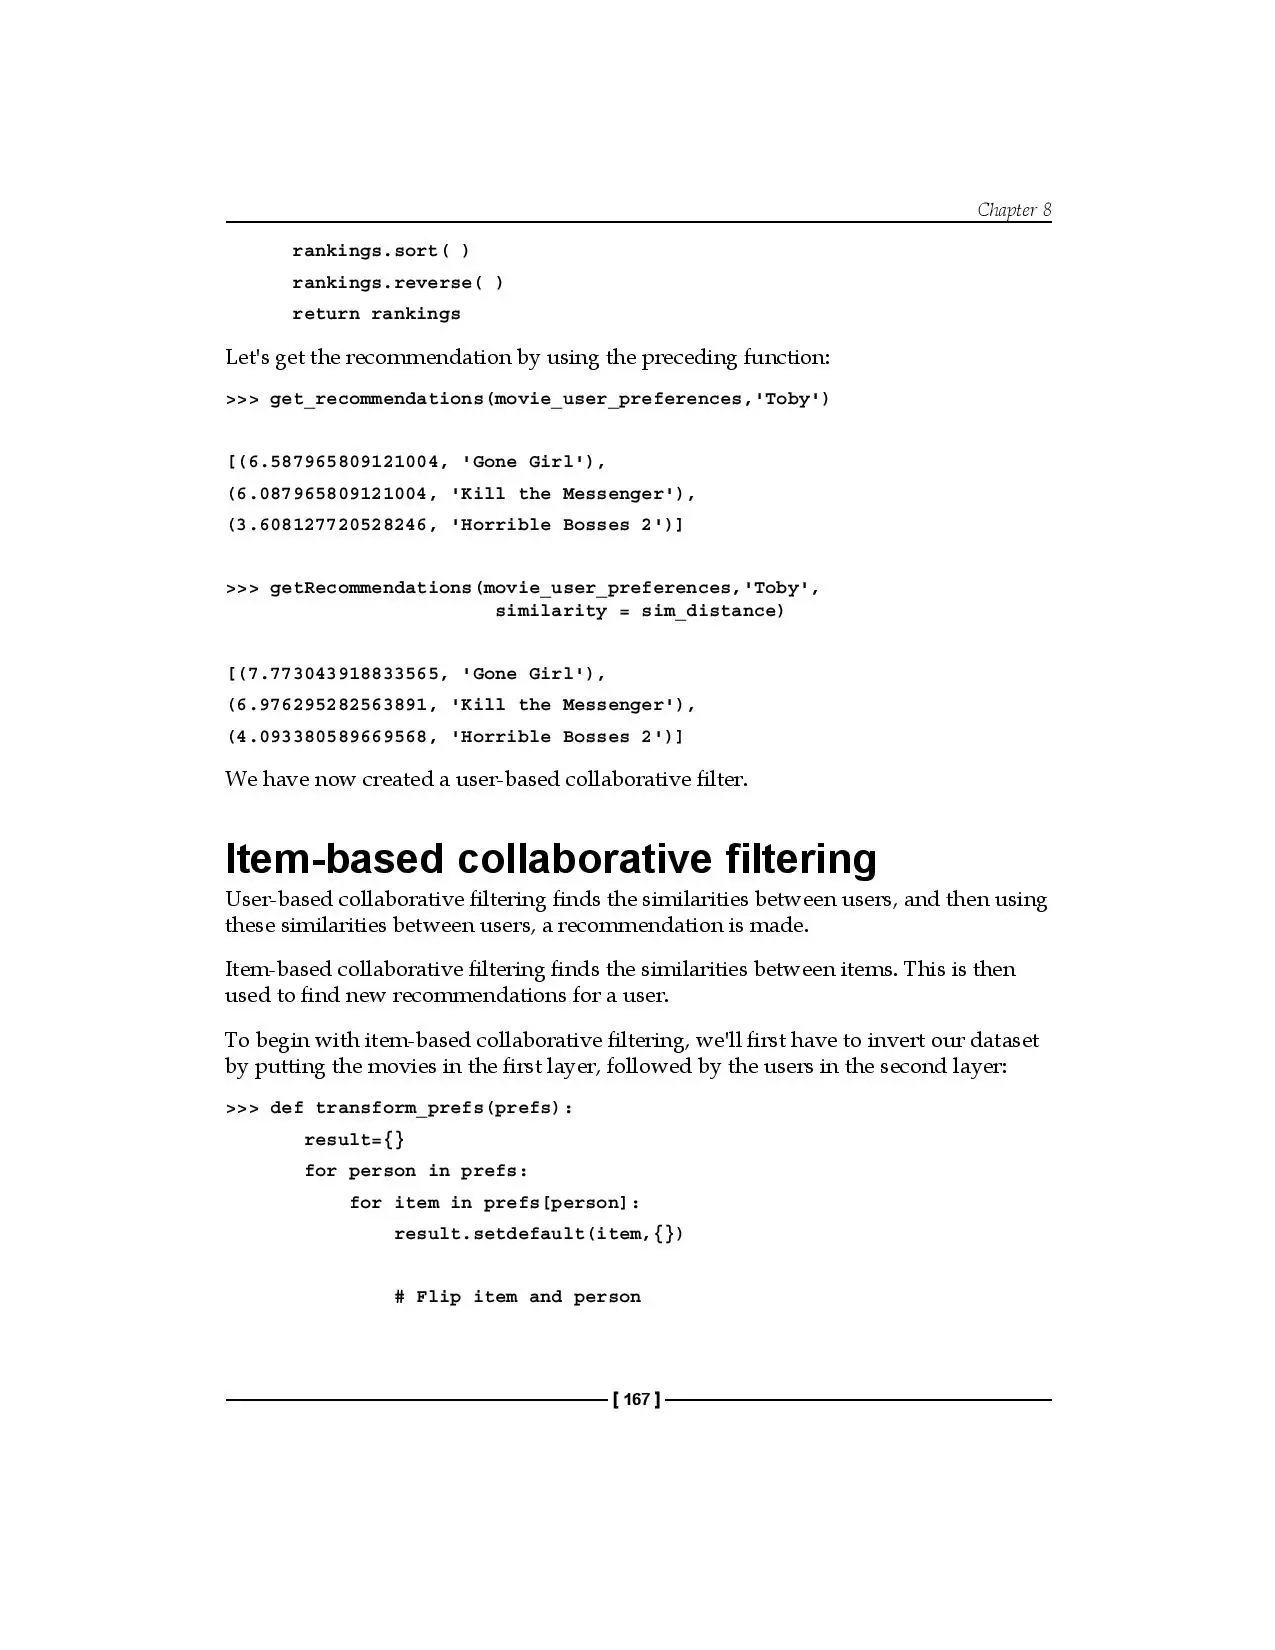 Chapter 8
rankings.sort( )
rankings.reverse( )
return rankings
Let's get the recommendation by using the preceding function:
>>> get_recommendations(movie_user_preferences,'Toby')
[(6.587965809121004, 'Gone Girl'),
(6.087965809121004, 'Kill the Messenger'),
(3.608127720528246, 'Horrible Bosses 2')]
>>> getRecommendations(movie_user_preferences,'Toby',
similarity = sim_distance)
[(7.773043918833565, 'Gone Girl'),
(6.976295282563891, 'Kill the Messenger'),
(4.093380589669568, 'Horrible Bosses 2')]
We have now created a user-based collaborative filter.
Item-based collaborative filtering
User-based collaborative filtering finds the similarities between users, and then using
these similarities between users, a recommendation is made.
Item-based collaborative filtering finds the similarities between items. This is then
used to find new recommendations for a user.
To begin with item-based collaborative filtering, we'll first have to invert our dataset
by putting the movies in the first layer, followed by the users in the second layer:
>>> def transform_prefs(prefs):
result={}
for person in prefs:
for item in prefs[person]:
result.setdefault(item,{})
# Flip item and person
[ 167 ]